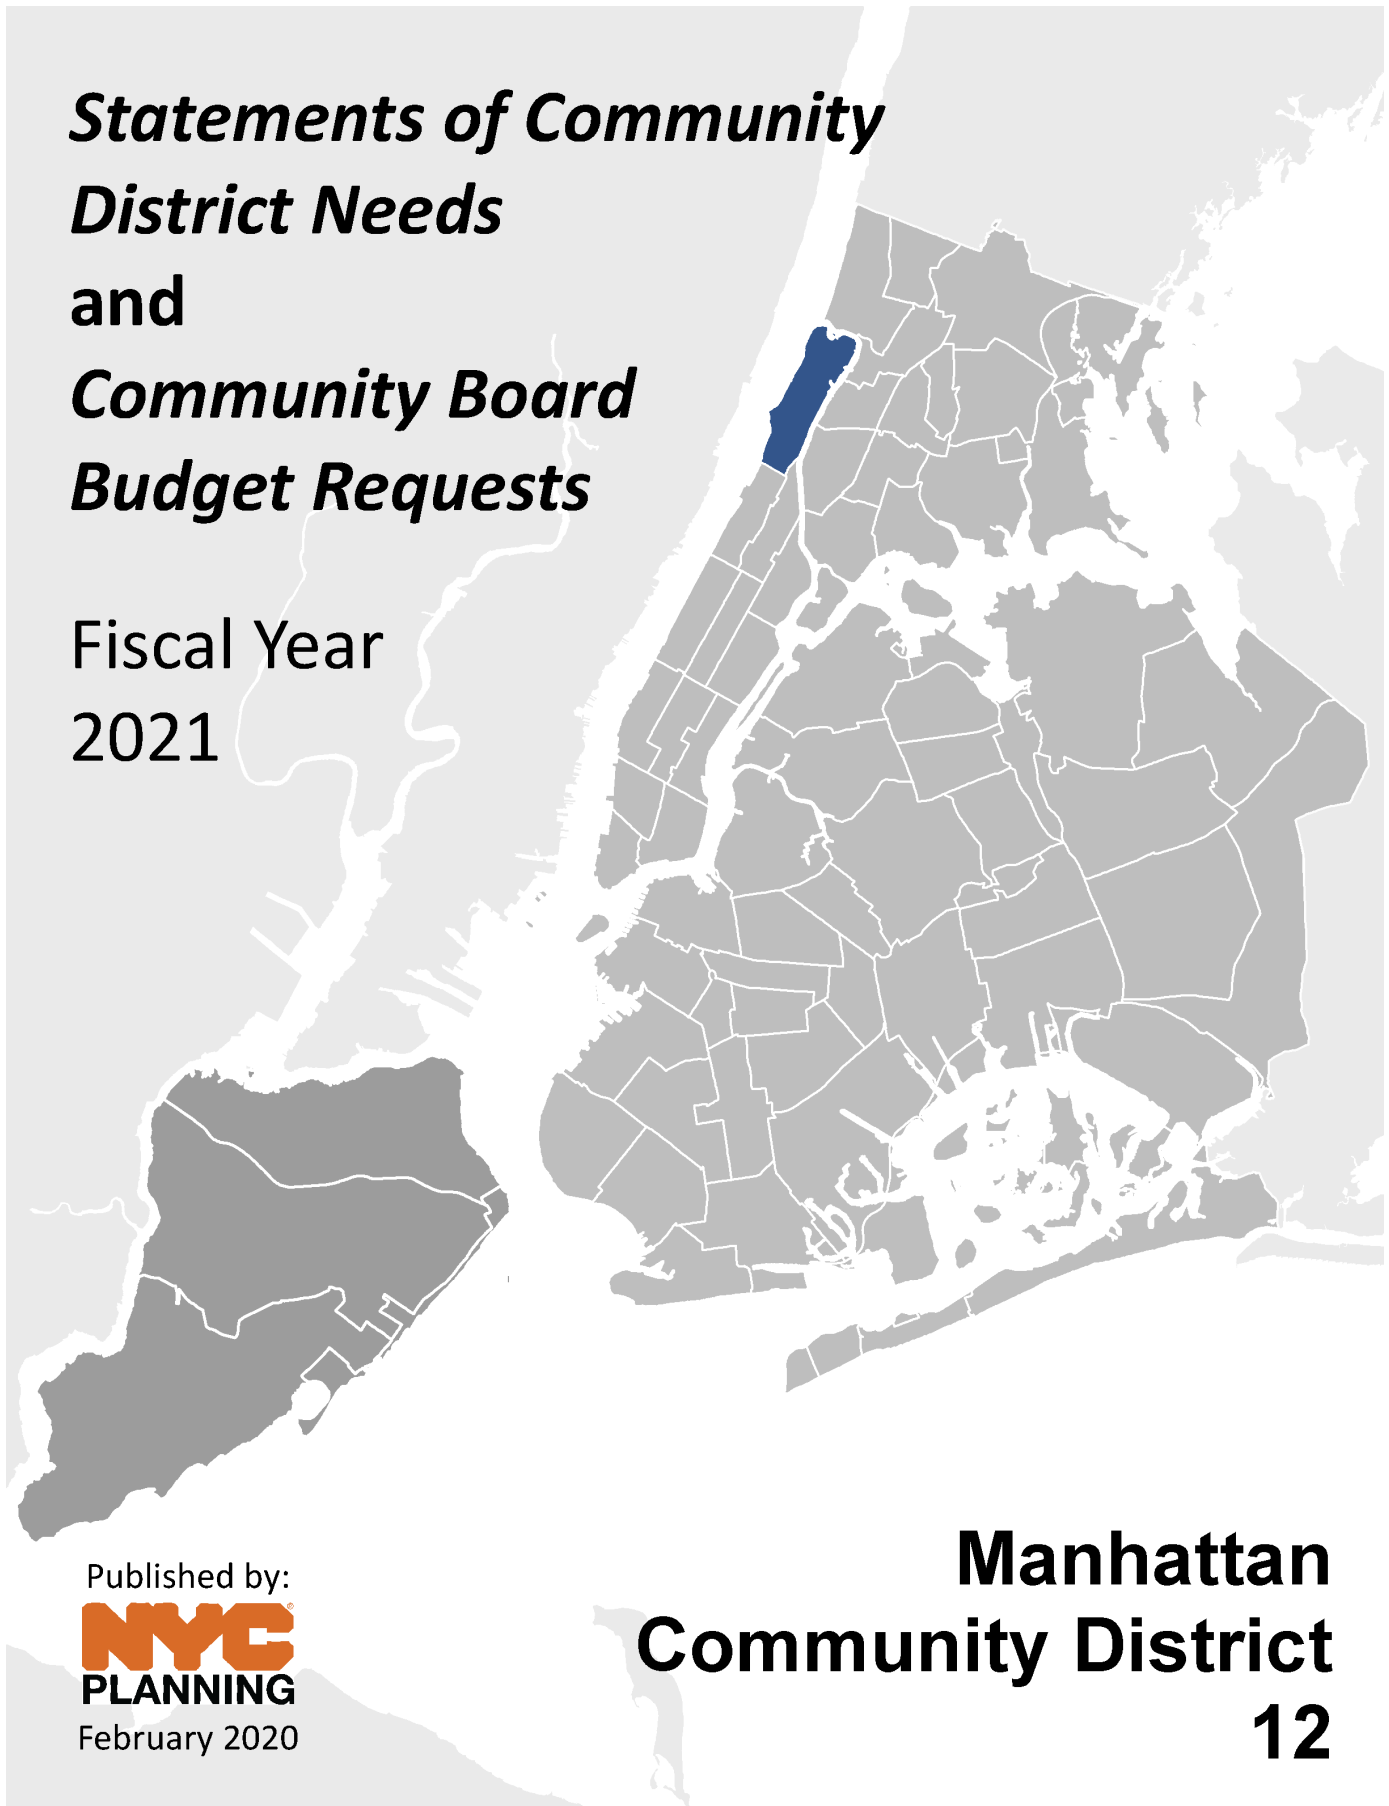 Statements of Community
District Needs
and
Community Board
Budget Requests
Fiscal Year
2021
Published by:
NYC®
PLANNING
February 2020
Manhattan
Community District
12